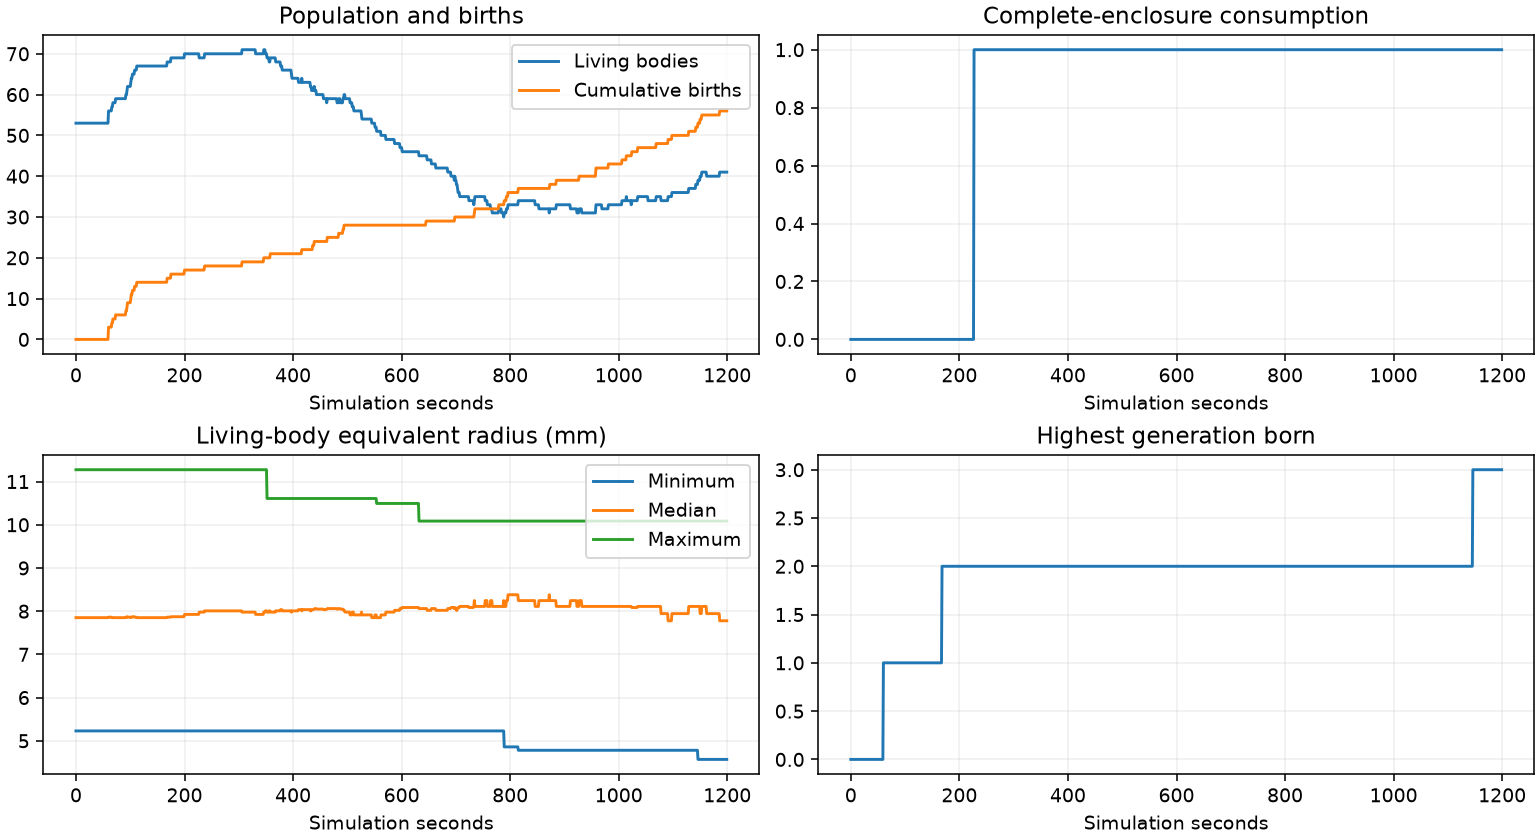 Population and births
70
60
50
40
30
20
10
0
Living bodies
Cumulative births
0 200 400 600 800 1000 1200
Simulation seconds
Complete-enclosure consumption
1.0
0.8
0.6
0.4
0.2
0.0
0 200 400 600 800 1000 1200
Simulation seconds
Living-body equivalent radius (mm)
11
10
9
8
7
6
5
Minimum
Median
Maximum
0 200 400 600 800 1000 1200
Simulation seconds
Highest generation born
3.0
2.5
2.0
1.5
1.0
0.5
0.0
0 200 400 600 800 1000 1200
Simulation seconds